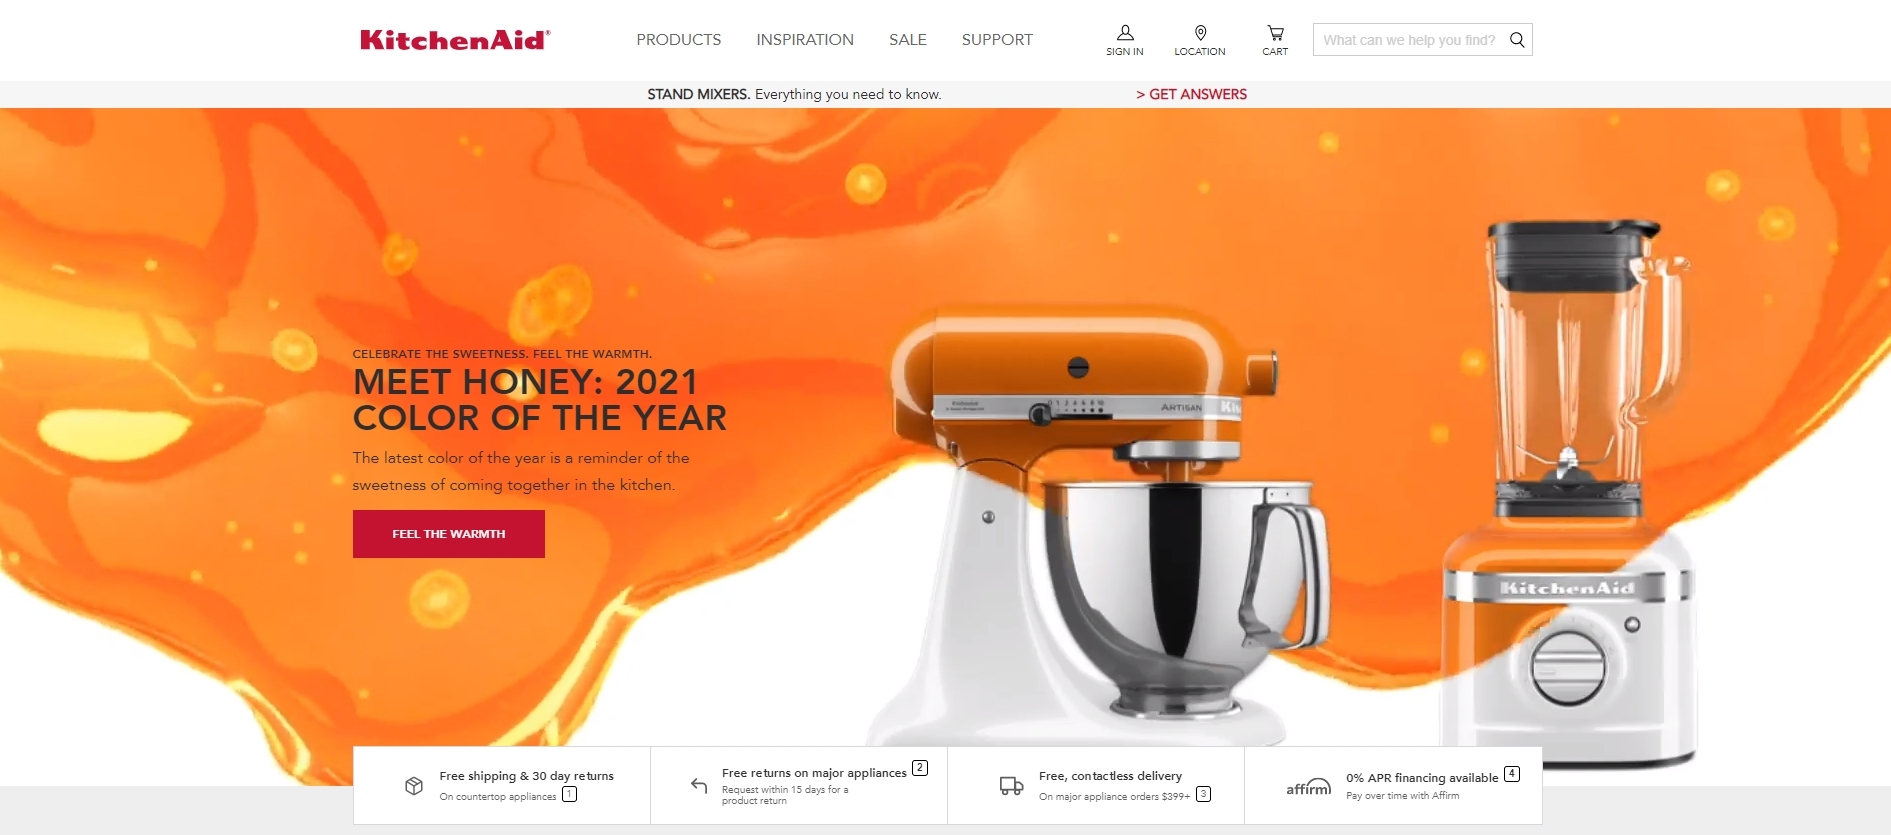 KitchenAid®
PRODUCTS
INSPIRATION
SALE
SUPPORT
SIGN IN
LOCATION
CART
What can we help you find?
STAND MIXERS. Everything you need to know.
> GET ANSWERS
CELEBRATE THE SWEETNESS. FEEL THE WARMTH.
MEET HONEY: 2021
COLOR OF THE YEAR
The latest color of the year is a reminder of the
sweetness of coming together in the kitchen.
FEEL THE WARMTH
ARTISAN
KitchenAid
Free shipping & 30 day returns
On countertop appliances 1
Free returns on major appliances 2
Request within 15 days for a
product return
Free, contactless delivery
On major appliance orders $399+ 3
affirm
0% APR financing available 4
Pay over time with Affirm